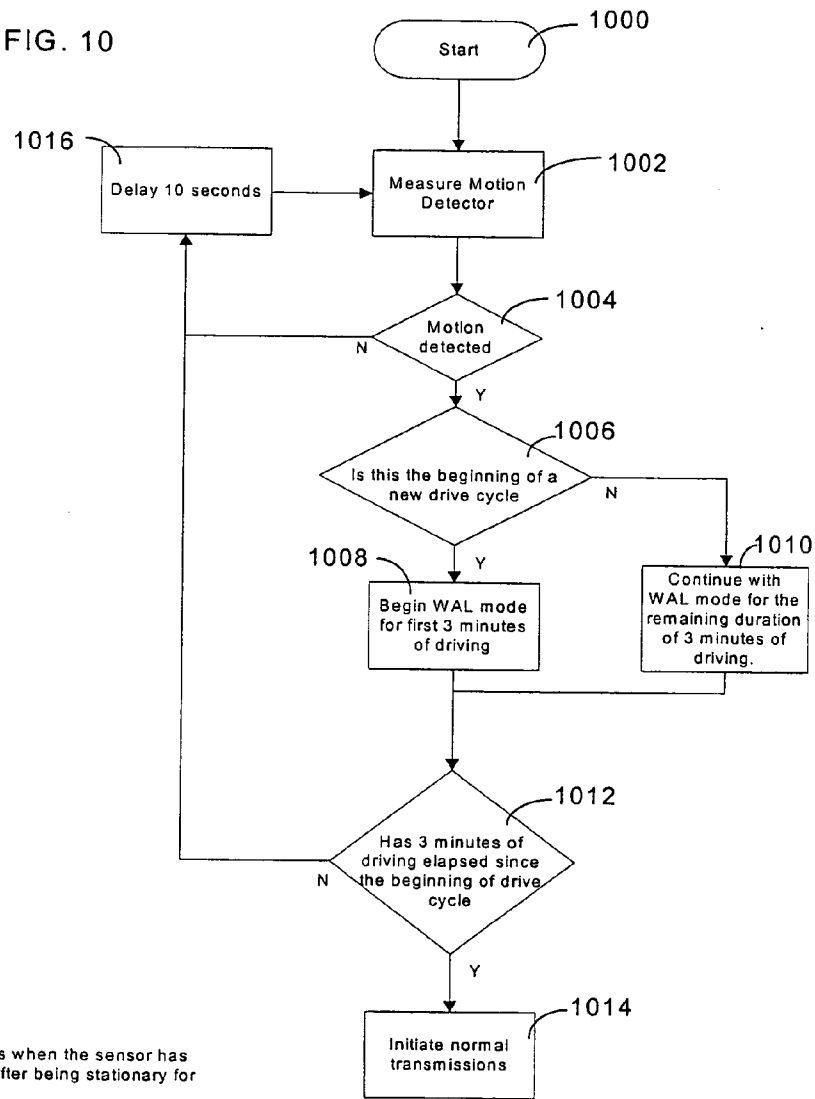 FIG. 10
1000
Start
1016
Delay 10 seconds
1002
Measure Motion
Detector
1004
Motion
detected
N
Y
1006
Is this the beginning of a
new drive cycle
N
Y
1008
Begin WAL mode
for first 3 minutes
of driving
1010
Continue with
WAL mode for the
remaining duration
of 3 minutes of
driving.
1012
Has 3 minutes of
driving elapsed since
the beginning of drive
cycle
N
Y
1014
Initiate normal
transmissions
s when the sensor has
fter being stationary for